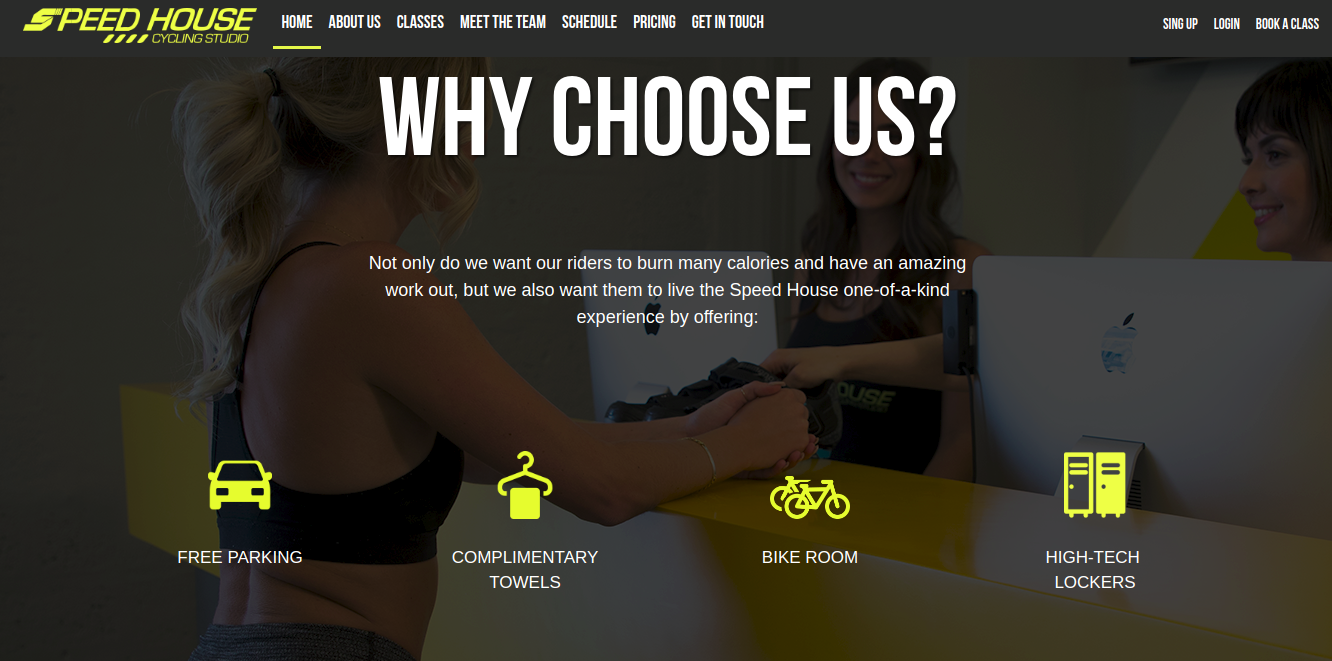 SPEED HOUSE
CYCLING STUDIO
HOME ABOUT US CLASSES MEET THE TEAM SCHEDULE PRICING GET IN TOUCH
SING UP LOGIN BOOK A CLASS
WHY CHOOSE US?
Not only do we want our riders to burn many calories and have an amazing
work out, but we also want them to live the Speed House one-of-a-kind
experience by offering:
HOUSE
FREE PARKING
COMPLIMENTARY
TOWELS
BIKE ROOM
HIGH-TECH
LOCKERS